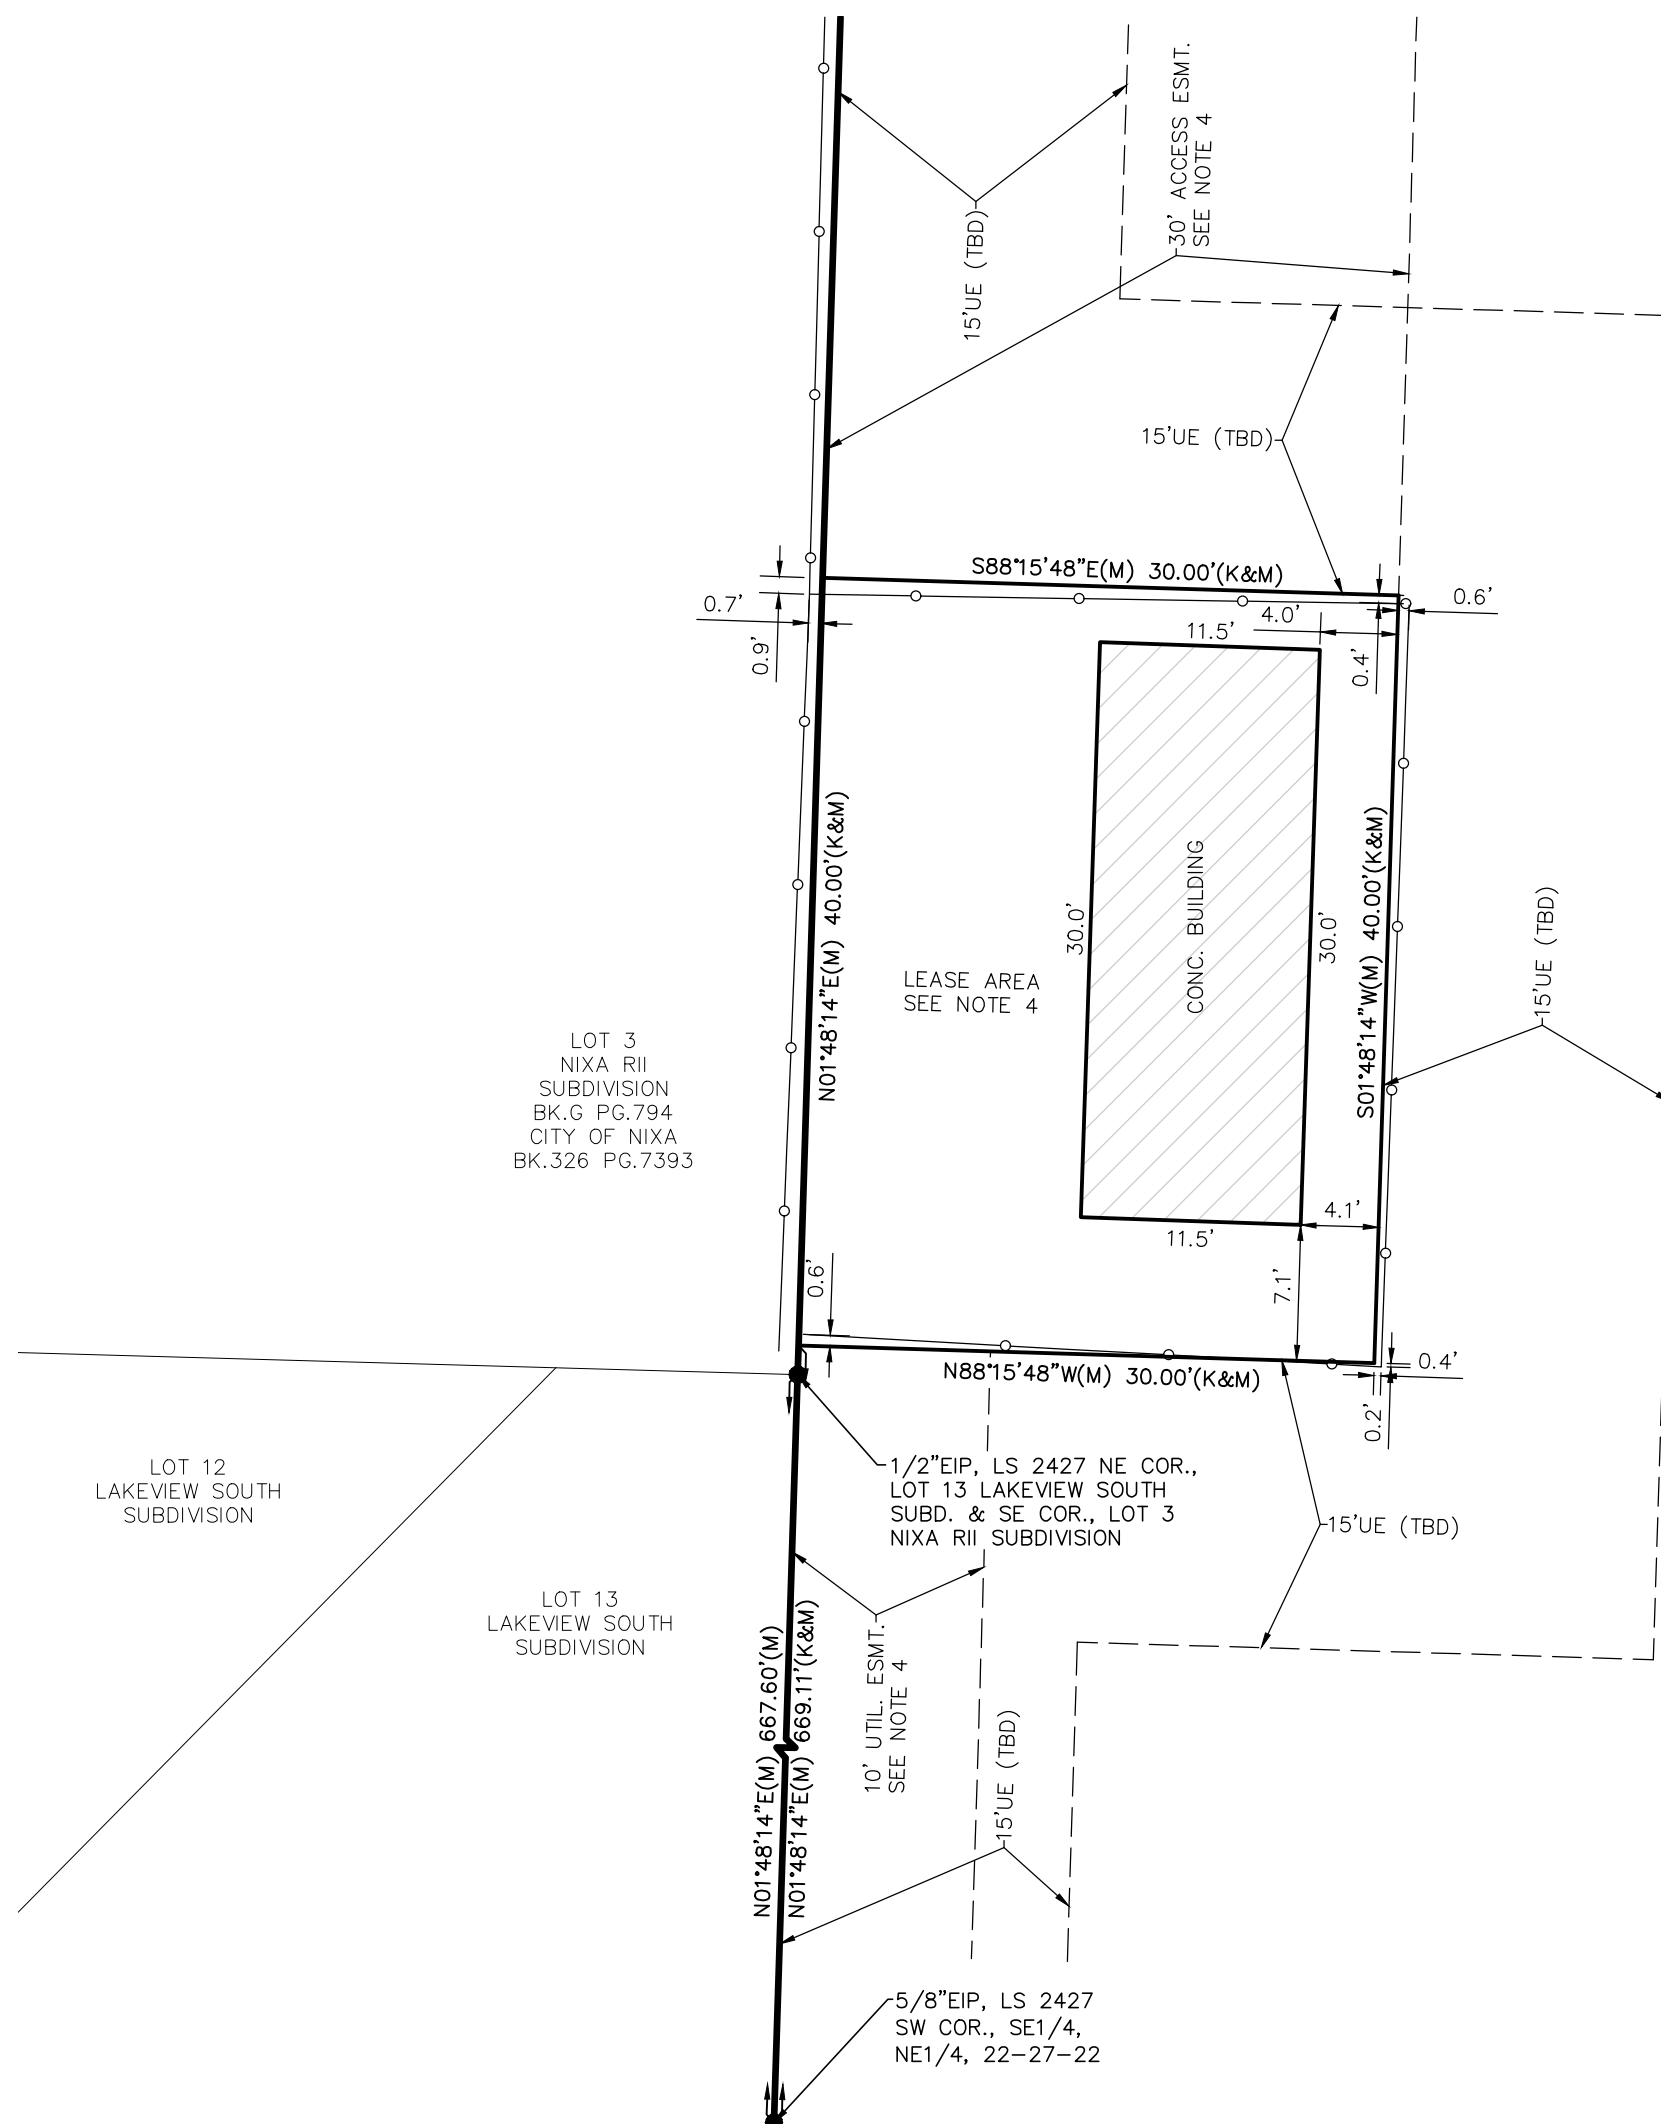 15'UE (TBD)
30' ACCESS ESMT.
SEE NOTE 4
15'UE (TBD)
S88°15'48"E(M) 30.00'(K&M)
0.7'
0.9'
0.6'
4.0'
11.5'
0.4'
N01°48'14"E(M) 40.00'(K&M)
30.0'
CONC. BUILDING
30.0'
S01°48'14"W(M) 40.00'(K&M)
15'UE (TBD)
LEASE AREA
SEE NOTE 4
LOT 3
NIXA RII
SUBDIVISION
BK.G PG.794
CITY OF NIXA
BK.326 PG.7393
4.1'
11.5'
7.1'
0.6'
N88°15'48"W(M) 30.00'(K&M)
0.4'
0.2'
1/2"EIP, LS 2427 NE COR.,
LOT 13 LAKEVIEW SOUTH
SUBD. & SE COR., LOT 3
NIXA RII SUBDIVISION
LOT 12
LAKEVIEW SOUTH
SUBDIVISION
15'UE (TBD)
LOT 13
LAKEVIEW SOUTH
SUBDIVISION
N01°48'14"E(M) 667.60'(M)
N01°48'14"E(M) 669.11'(K&M)
10' UTIL. ESMT.
SEE NOTE 4
15'UE (TBD)
5/8"EIP, LS 2427
SW COR., SE1/4,
NE1/4, 22-27-22